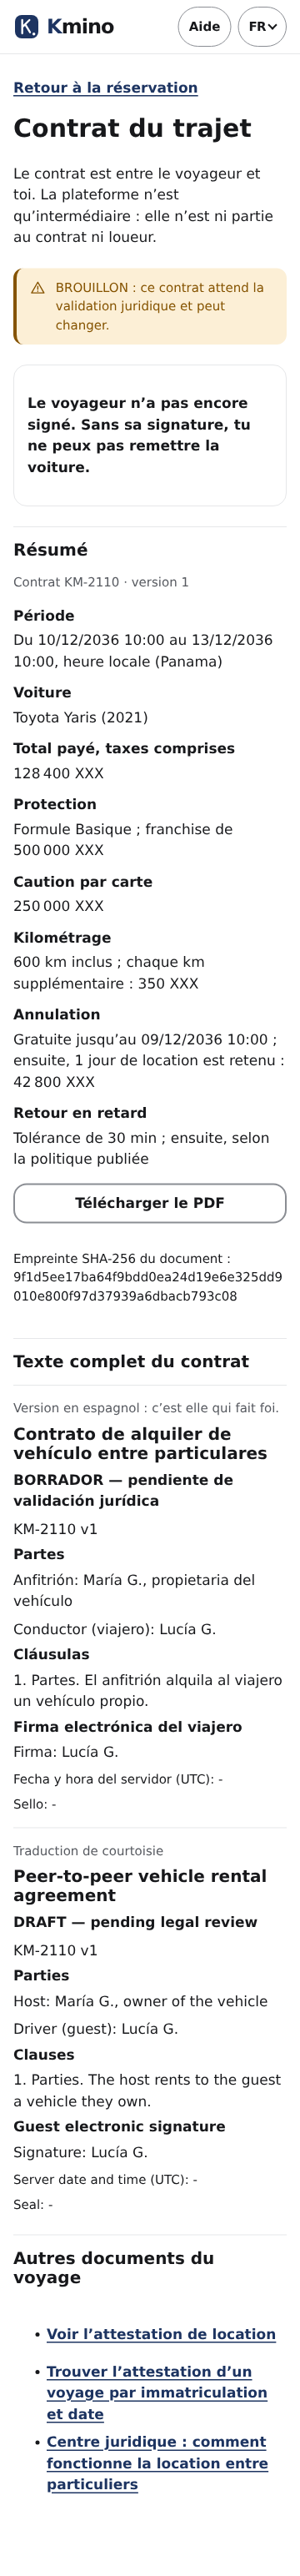 Kmino
Aide
FR
Retour à la réservation
Contrat du trajet
Le contrat est entre le voyageur et
toi. La plateforme n’est
qu’intermédiaire : elle n’est ni partie
au contrat ni loueur.
BROUILLON : ce contrat attend la
validation juridique et peut
changer.
Le voyageur n’a pas encore
signé. Sans sa signature, tu
ne peux pas remettre la
voiture.
Résumé
Contrat KM-2110 · version 1
Période
Du 10/12/2036 10:00 au 13/12/2036
10:00, heure locale (Panama)
Voiture
Toyota Yaris (2021)
Total payé, taxes comprises
128 400 XXX
Protection
Formule Basique ; franchise de
500 000 XXX
Caution par carte
250 000 XXX
Kilométrage
600 km inclus ; chaque km
supplémentaire : 350 XXX
Annulation
Gratuite jusqu’au 09/12/2036 10:00 ;
ensuite, 1 jour de location est retenu :
42 800 XXX
Retour en retard
Tolérance de 30 min ; ensuite, selon
la politique publiée
Télécharger le PDF
Empreinte SHA-256 du document :
9f1d5ee17ba64f9bdd0ea24d19e6e325dd9
010e800f97d37939a6dbacb793c08
Texte complet du contrat
Version en espagnol : c’est elle qui fait foi.
Contrato de alquiler de
vehículo entre particulares
BORRADOR — pendiente de
validación jurídica
KM-2110 v1
Partes
Anfitrión: María G., propietaria del
vehículo
Conductor (viajero): Lucía G.
Cláusulas
1. Partes. El anfitrión alquila al viajero
un vehículo propio.
Firma electrónica del viajero
Firma: Lucía G.
Fecha y hora del servidor (UTC): -
Sello: -
Traduction de courtoisie
Peer-to-peer vehicle rental
agreement
DRAFT — pending legal review
KM-2110 v1
Parties
Host: María G., owner of the vehicle
Driver (guest): Lucía G.
Clauses
1. Parties. The host rents to the guest
a vehicle they own.
Guest electronic signature
Signature: Lucía G.
Server date and time (UTC): -
Seal: -
Autres documents du
voyage
• Voir l’attestation de location
• Trouver l’attestation d’un
voyage par immatriculation
et date
• Centre juridique : comment
fonctionne la location entre
particuliers